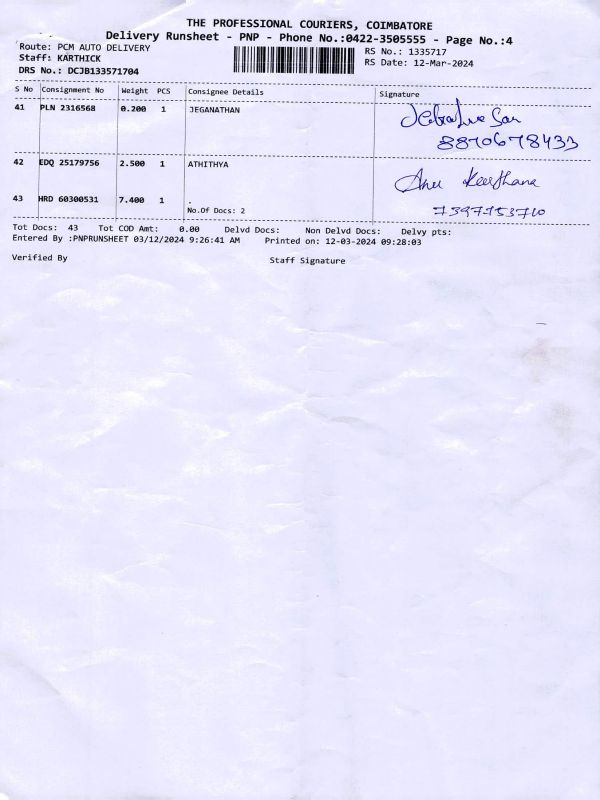 THE PROFESSIONAL COURIERS, COIMBATORE
Delivery Runsheet - PNP - Phone No.:0422-3505555 - Page No.:4
Route: PCM AUTO DELIVERY
Staff: KARTHICK
DRS No.: DCJB133571704
RS No.: 1335717
RS Date: 12-Mar-2024
S No Consignment No Weight PCS Consignee Details Signature
41 PLN 2316568 0.200 1 JEGANATHAN
8870678433
42 EDQ 25179756 2.500 1 ATHITHYA
Anu Keerthana
43 HRD 60300531 7.400 1 .
No.Of Docs: 2
7397753710
Tot Docs: 43 Tot COD Amt: 0.00 Delvd Docs: Non Delvd Docs: Delvy pts:
Entered By :PNPRUNSHEET 03/12/2024 9:26:41 AM Printed on: 12-03-2024 09:28:03
Verified By Staff Signature